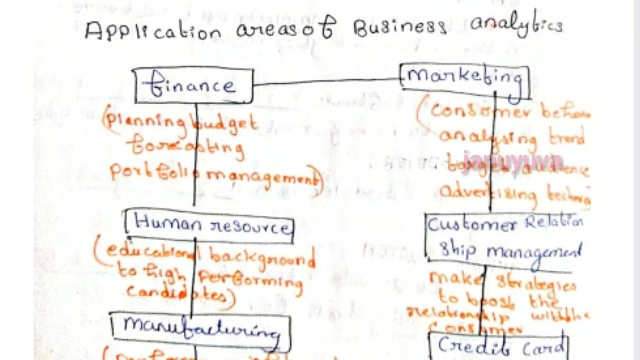 Application areas of Business analytics
finance
marketing
(planning budget
forecasting
portfolio management)
(consumer behav
analysing trend
audience
advertising techni
Human resource
(educational background
to high performing
candidates)
Customer Relation
ship management
make strategies
to boost the
relationship with the
consumer
manufacturing
Credit Card